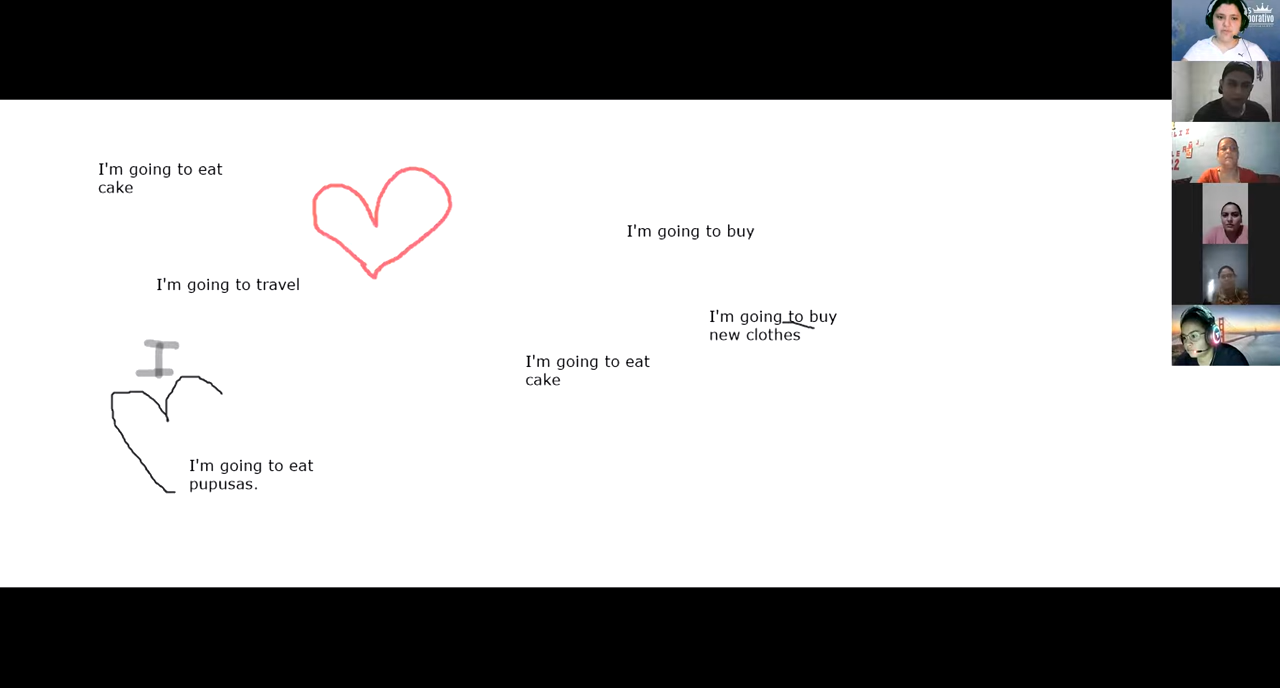 I'm going to eat
cake
I'm going to travel
I
I'm going to eat
pupusas.
I'm going to buy
I'm going to buy
new clothes
I'm going to eat
cake